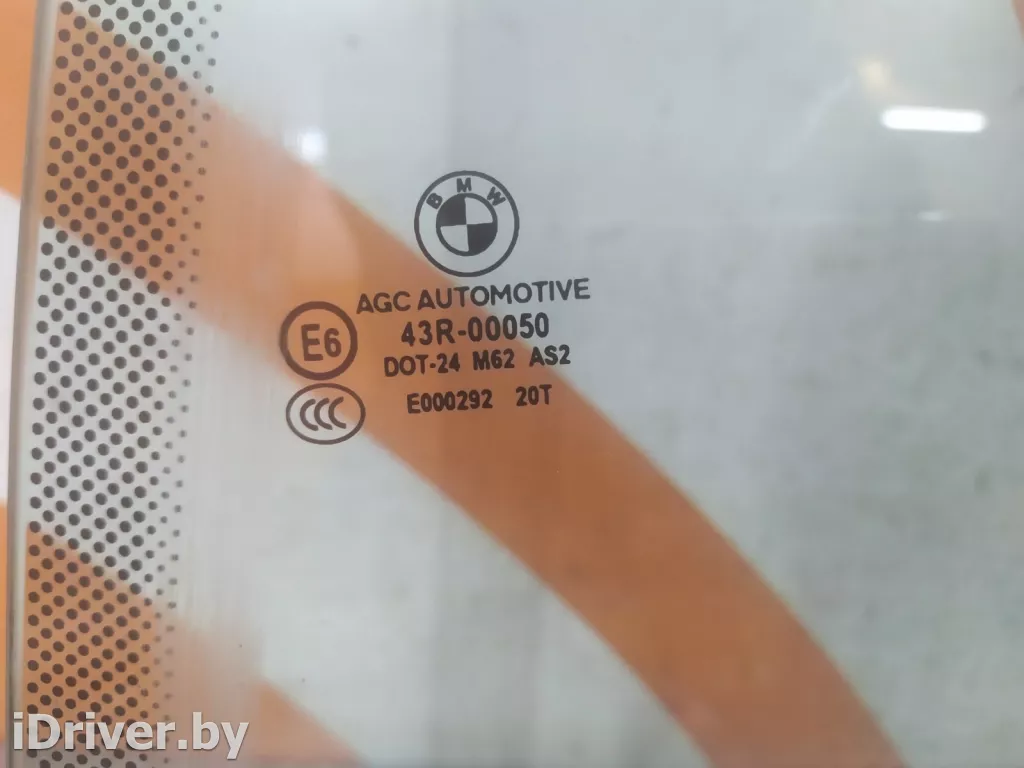 BMW
AGC AUTOMOTIVE
43R-00050
E6
DOT-24 M62 AS2
CCC
E000292 20T
iDriver.by